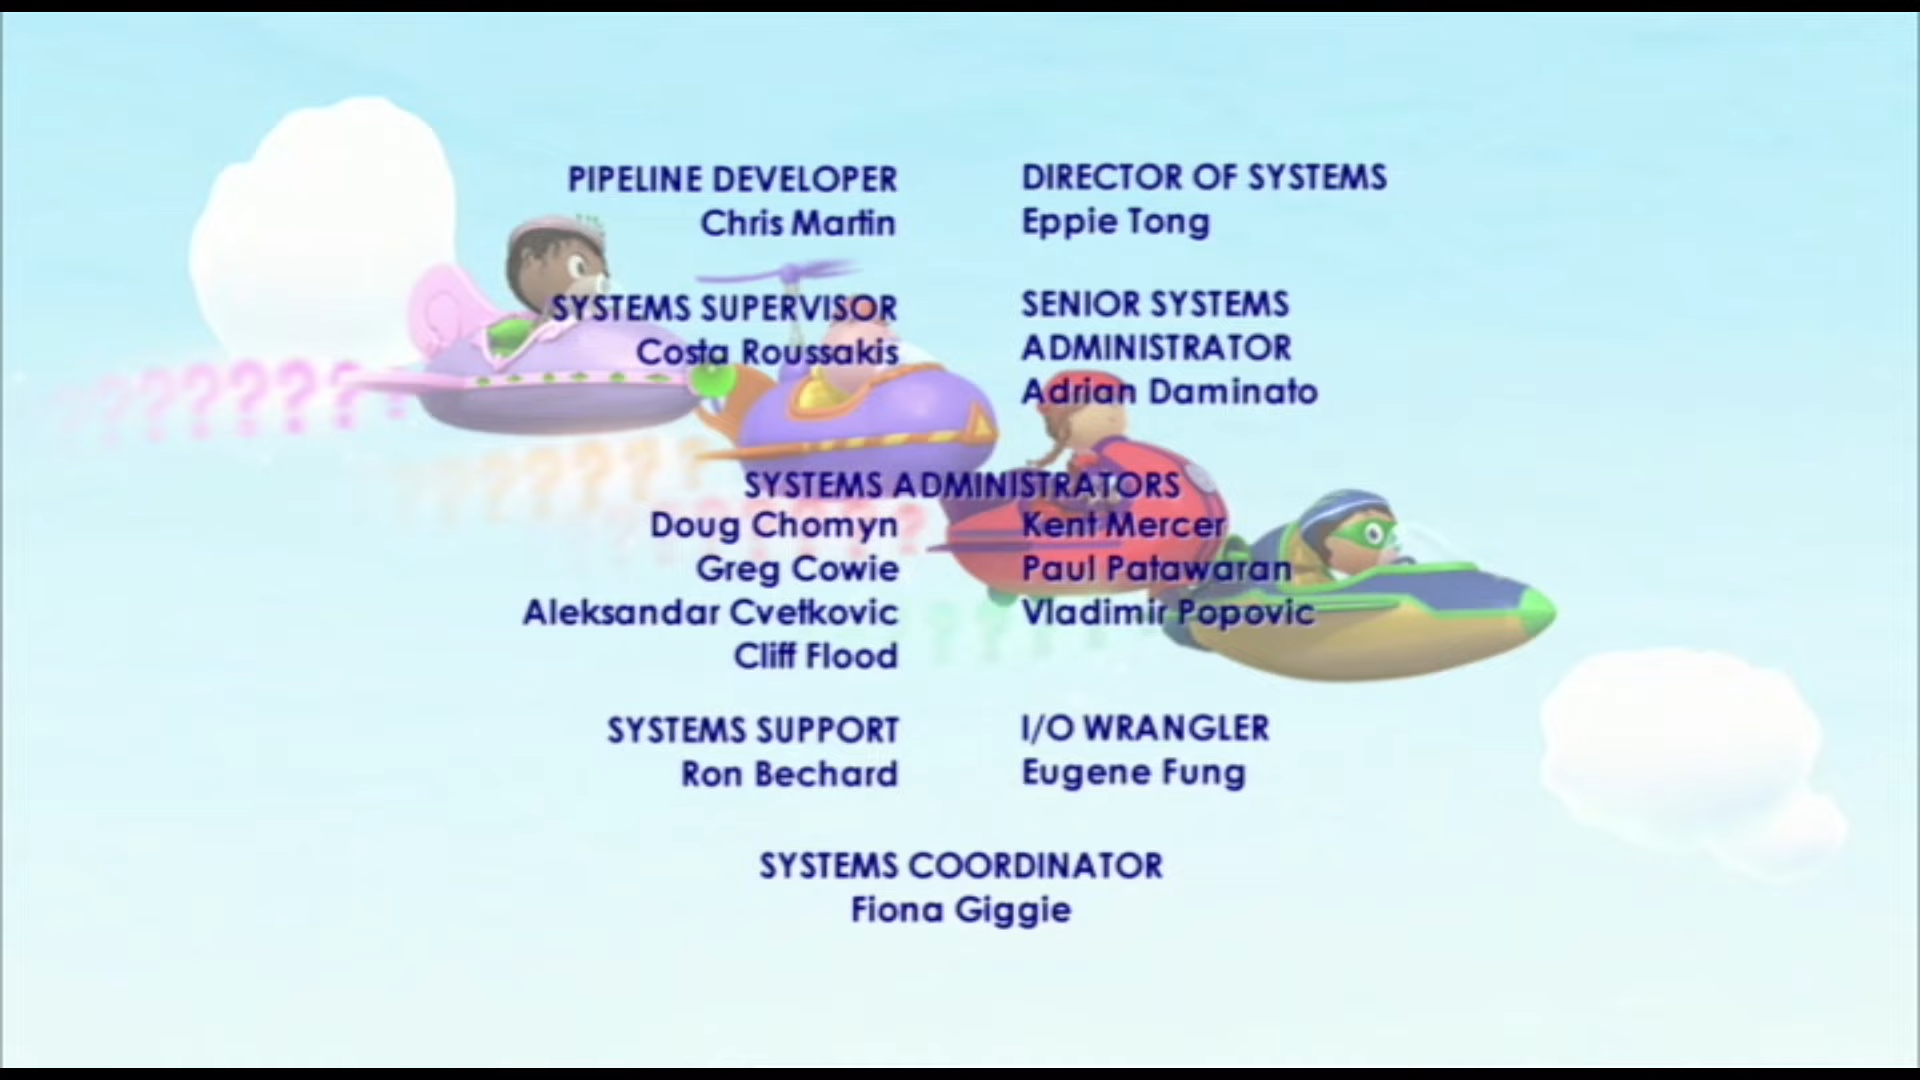 PIPELINE DEVELOPER
Chris Martin
DIRECTOR OF SYSTEMS
Eppie Tong
SYSTEMS SUPERVISOR
Costa Roussakis
SENIOR SYSTEMS
ADMINISTRATOR
Adrian Daminato
SYSTEMS ADMINISTRATORS
Doug Chomyn
Greg Cowie
Aleksandar Cvetkovic
Cliff Flood
Kent Mercer
Paul Patawaran
Vladimir Popovic
SYSTEMS SUPPORT
Ron Bechard
I/O WRANGLER
Eugene Fung
SYSTEMS COORDINATOR
Fiona Giggie